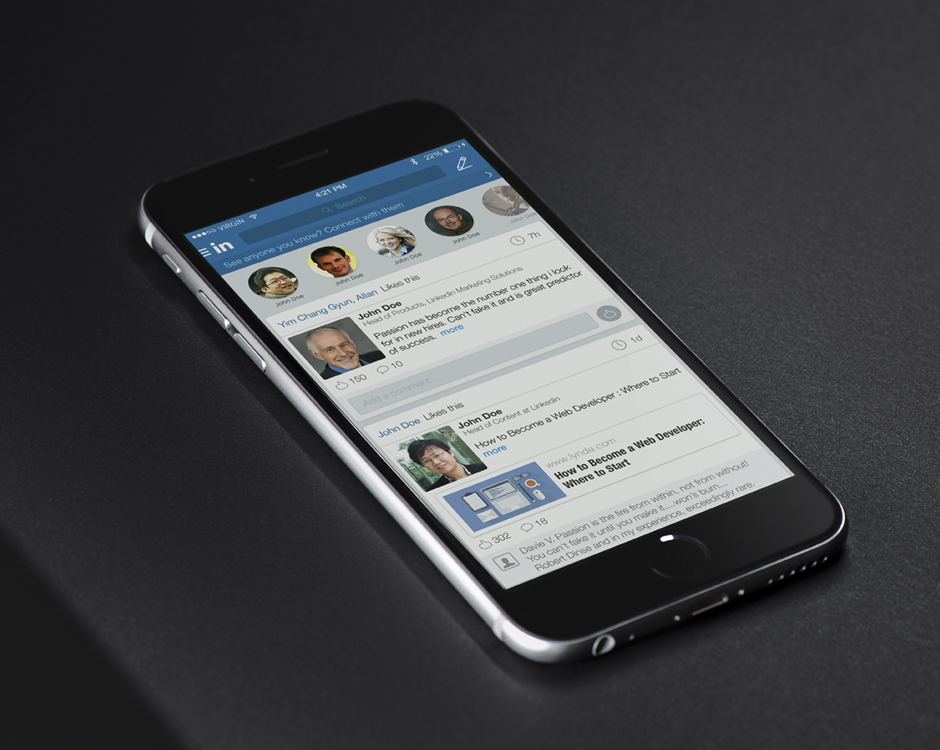 VIRGIN 4:21 PM 22%
in Search
See anyone you know? Connect with them
John Doe John Doe John Doe John Doe John Doe
Yim Chang Gyun, Allan Likes this 7h
John Doe
Head of Products, LinkedIn Marketing Solutions
Passion has become the number one thing i look
for in new hires. Can't fake it and is great predictor
of success. more
150 10
Add a comment
John Doe Likes this 1d
John Doe
Head of Content at Linkedin
How to Become a Web Developer : Where to Start
more
www.lynda.com
How to Become a Web Developer:
Where to Start
302 18
Davie V. Passion is the fire from within, not from without!
You can't fake it until you make it....won's burn...
Robert Dinse and in my experience, exceedingly rare.